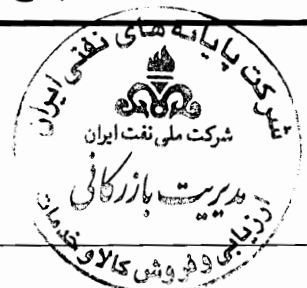 شرکت پایانه های نفتی ایران
شرکت ملی نفت ایران
مدیریت بازرگانی
ارزیابی و فروش کالا و خدمات